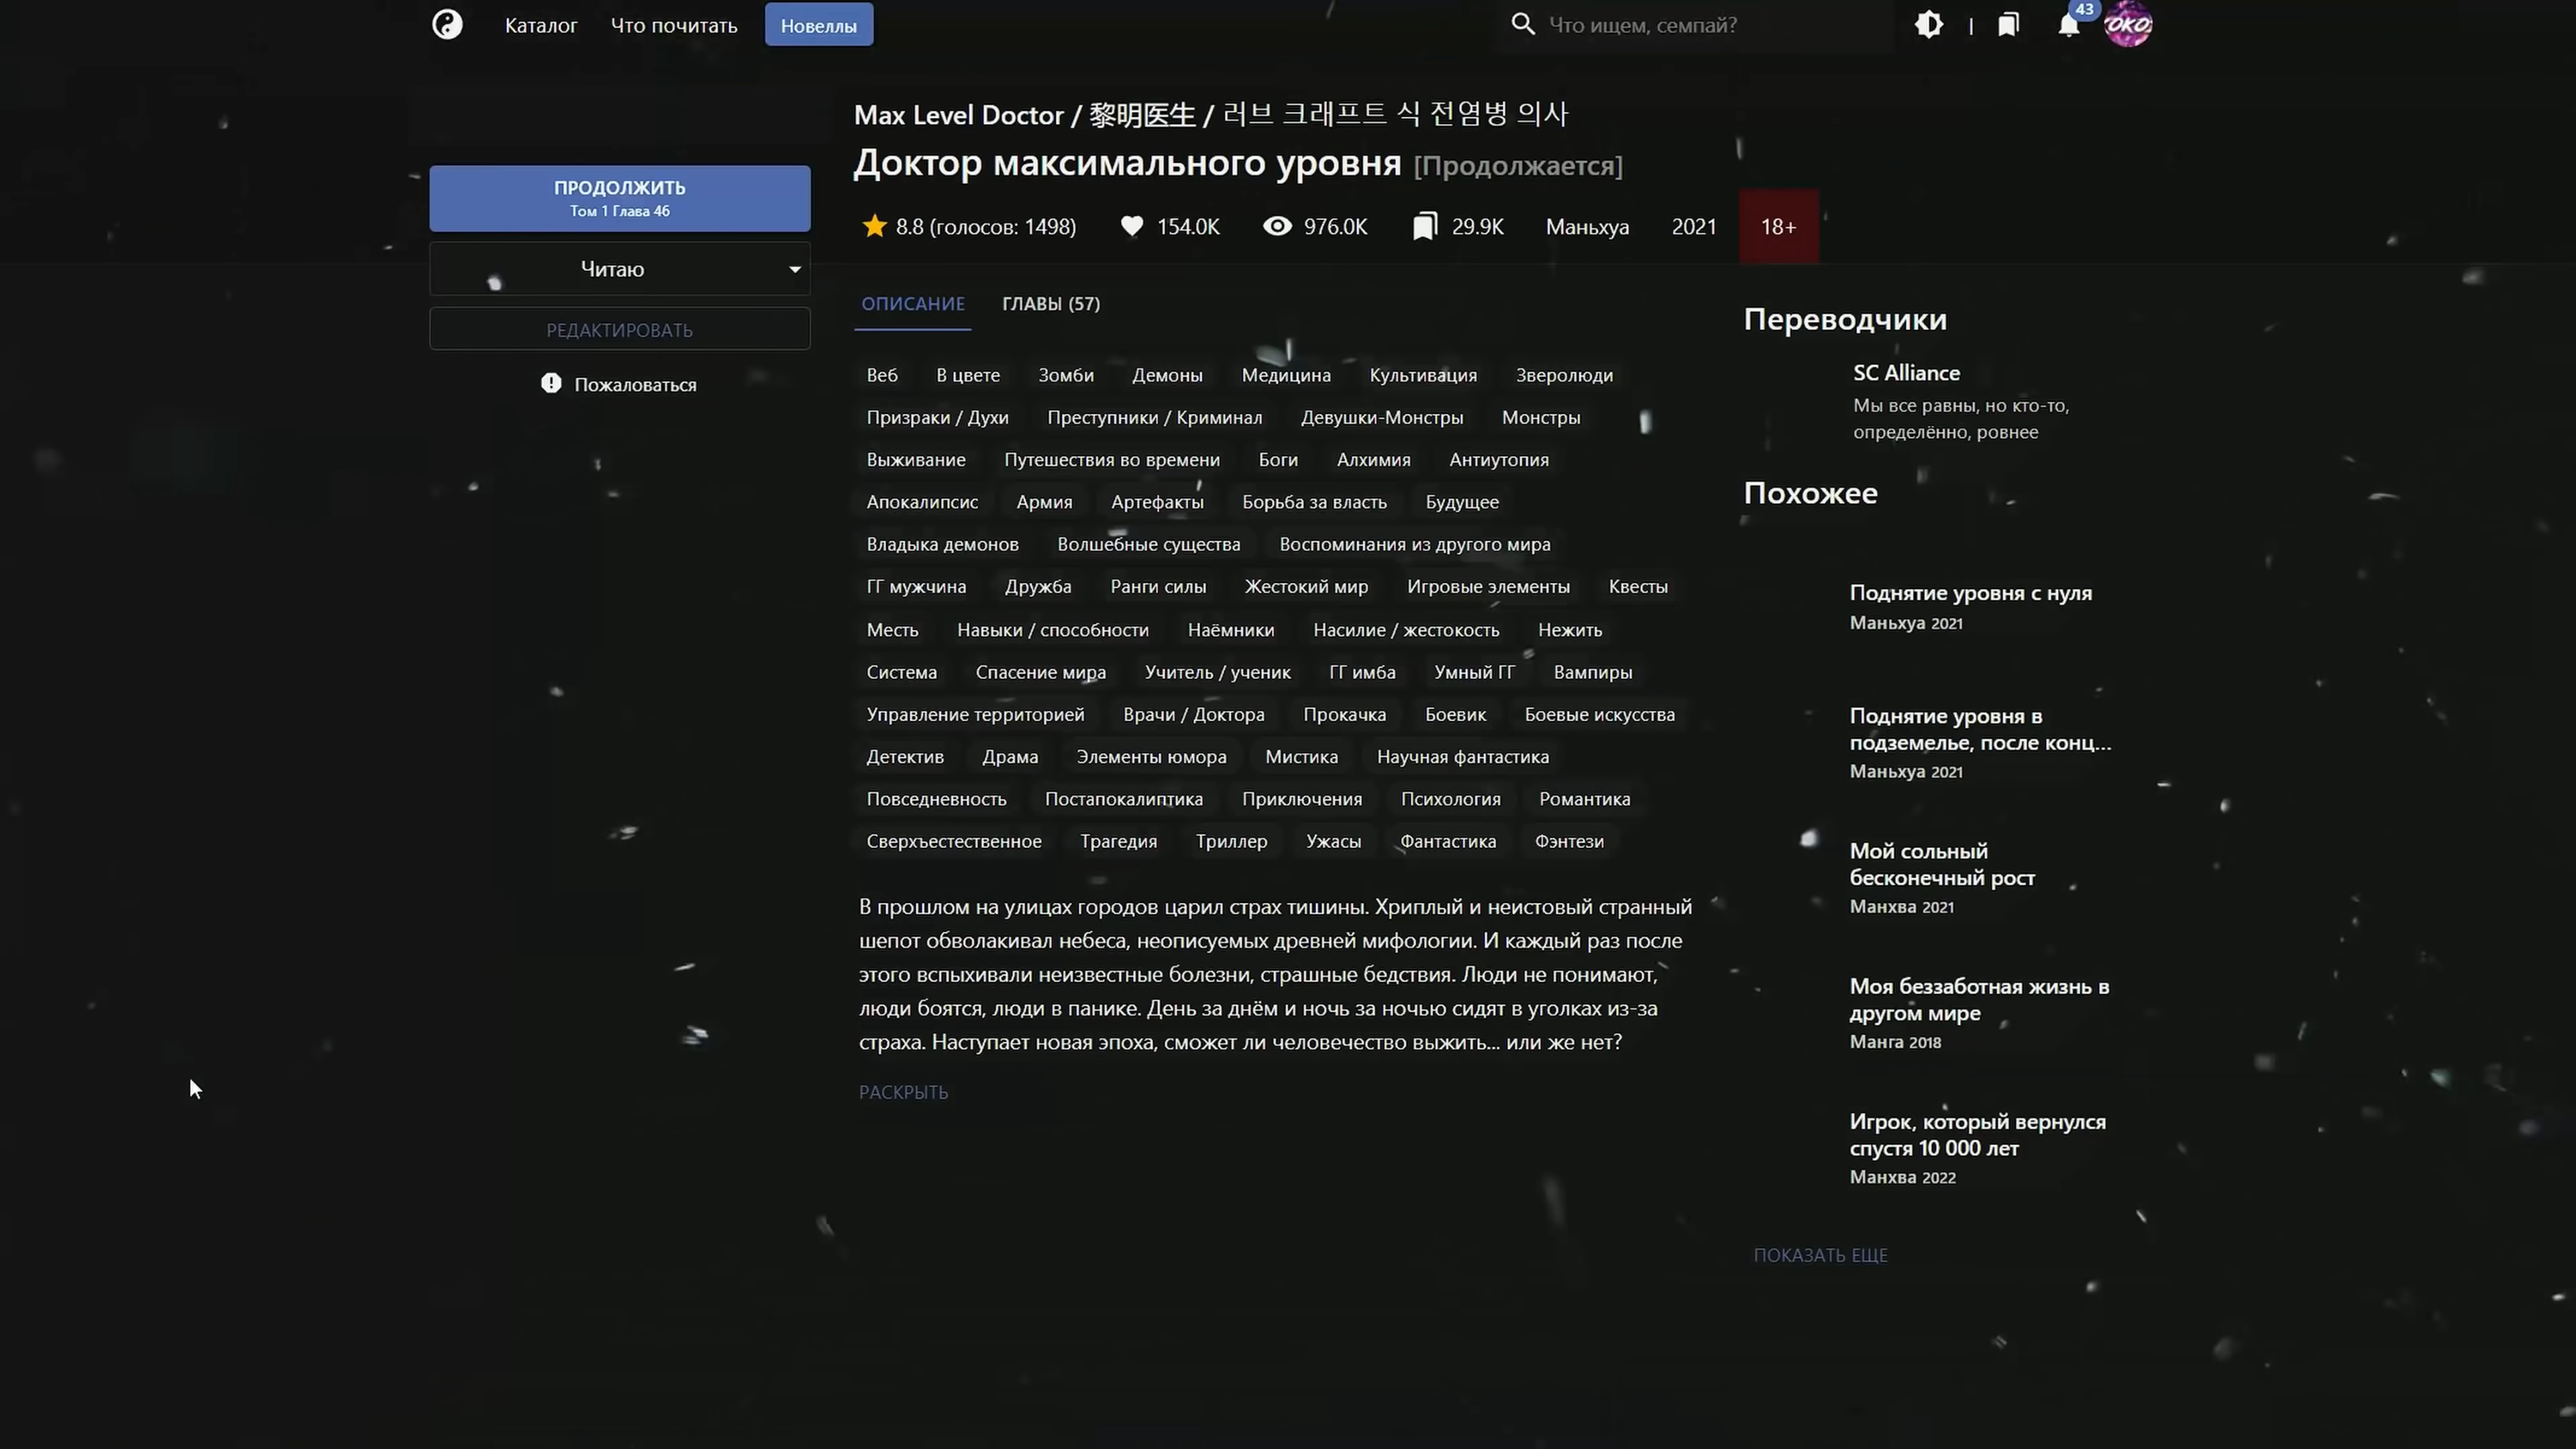 Каталог Что почитать Новеллы Что ищем, семпай? | 43 OKO
Max Level Doctor / 黎明医生 / 러브 크래프트 식 전염병 의사
Доктор максимального уровня [Продолжается]
8.8 (голосов: 1498) 154.0K 976.0K 29.9K Маньхуа 2021 18+
ПРОДОЛЖИТЬ
Том 1 Глава 46
Читаю
РЕДАКТИРОВАТЬ
Пожаловаться
ОПИСАНИЕ ГЛАВЫ (57)
Веб В цвете Зомби Демоны Медицина Культивация Зверолюди
Призраки / Духи Преступники / Криминал Девушки-Монстры Монстры
Выживание Путешествия во времени Боги Алхимия Антиутопия
Апокалипсис Армия Артефакты Борьба за власть Будущее
Владыка демонов Волшебные существа Воспоминания из другого мира
ГГ мужчина Дружба Ранги силы Жестокий мир Игровые элементы Квесты
Месть Навыки / способности Наёмники Насилие / жестокость Нежить
Система Спасение мира Учитель / ученик ГГ имба Умный ГГ Вампиры
Управление территорией Врачи / Доктора Прокачка Боевик Боевые искусства
Детектив Драма Элементы юмора Мистика Научная фантастика
Повседневность Постапокалиптика Приключения Психология Романтика
Сверхъестественное Трагедия Триллер Ужасы Фантастика Фэнтези
В прошлом на улицах городов царил страх тишины. Хриплый и неистовый странный
шепот обволакивал небеса, неописуемых древней мифологии. И каждый раз после
этого вспыхивали неизвестные болезни, страшные бедствия. Люди не понимают,
люди боятся, люди в панике. День за днём и ночь за ночью сидят в уголках из-за
страха. Наступает новая эпоха, сможет ли человечество выжить... или же нет?
РАСКРЫТЬ
Переводчики
SC Alliance
Мы все равны, но кто-то,
определённо, ровнее
Похожее
Поднятие уровня с нуля
Маньхуа 2021
Поднятие уровня в
подземелье, после конц...
Маньхуа 2021
Мой сольный
бесконечный рост
Манхва 2021
Моя беззаботная жизнь в
другом мире
Манга 2018
Игрок, который вернулся
спустя 10 000 лет
Манхва 2022
ПОКАЗАТЬ ЕЩЕ